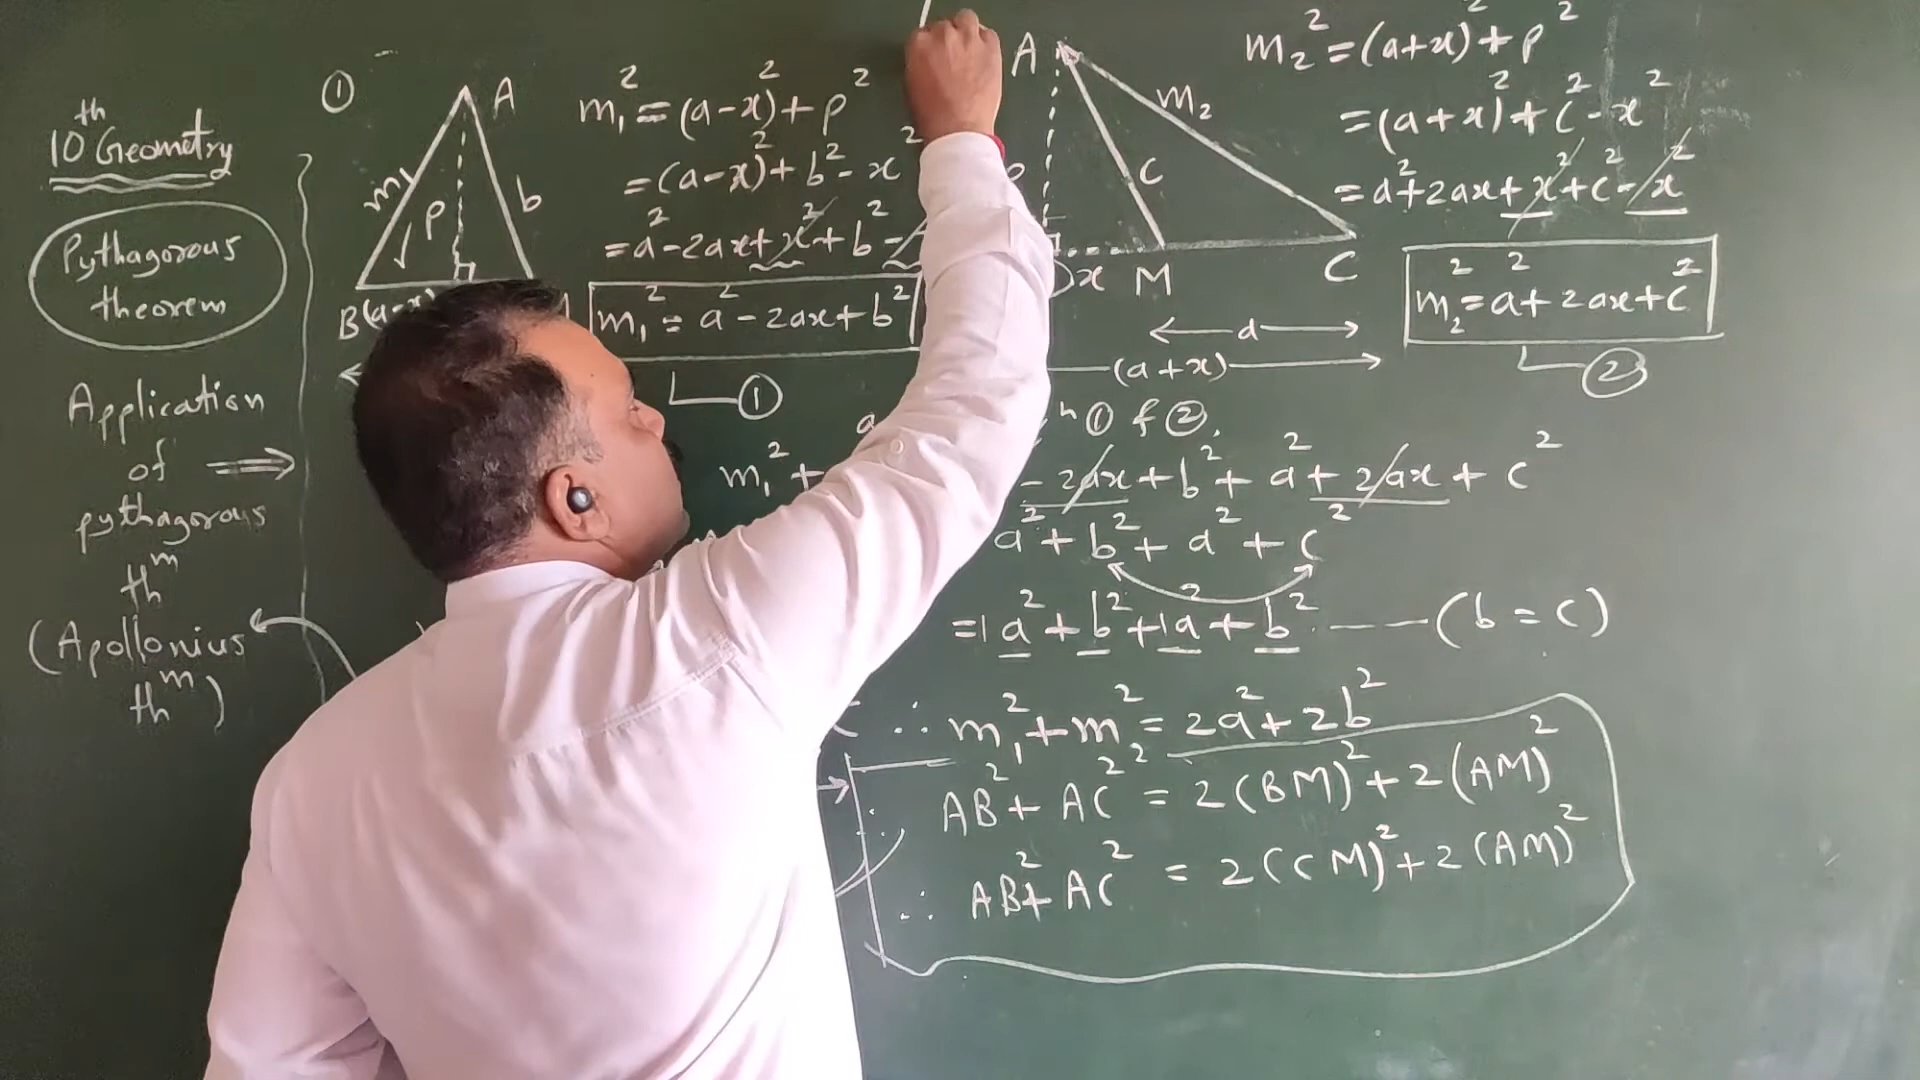 10th Geometry
Pythagorous
theorem
Application
of ⟹
pythagorous
thm
(Apollonius
thm)
①
A
m₁
P
b
B(a-x)
m₁² = (a-x)² + p²
= (a-x)² + b² - x²
= a² - 2ax + x² + b² -
m₁² = a² - 2ax + b²
①
A
m₂
c
x
M
C
a
(a+x)
m₂² = (a+x)² + p²
= (a+x)² + c² - x²
= a² + 2ax + x² + c² - x²
m₂² = a² + 2ax + c²
②
① & ②.
m₁² +
- 2ax + b² + a² + 2ax + c²
a² + b² + a² + c²
= 1a² + b² + 1a² + b² —— (b = c)
∴ m₁² + m₂² = 2a² + 2b²
∴ AB² + AC² = 2(BM)² + 2(AM)²
∴ AB² + AC² = 2(CM)² + 2(AM)²